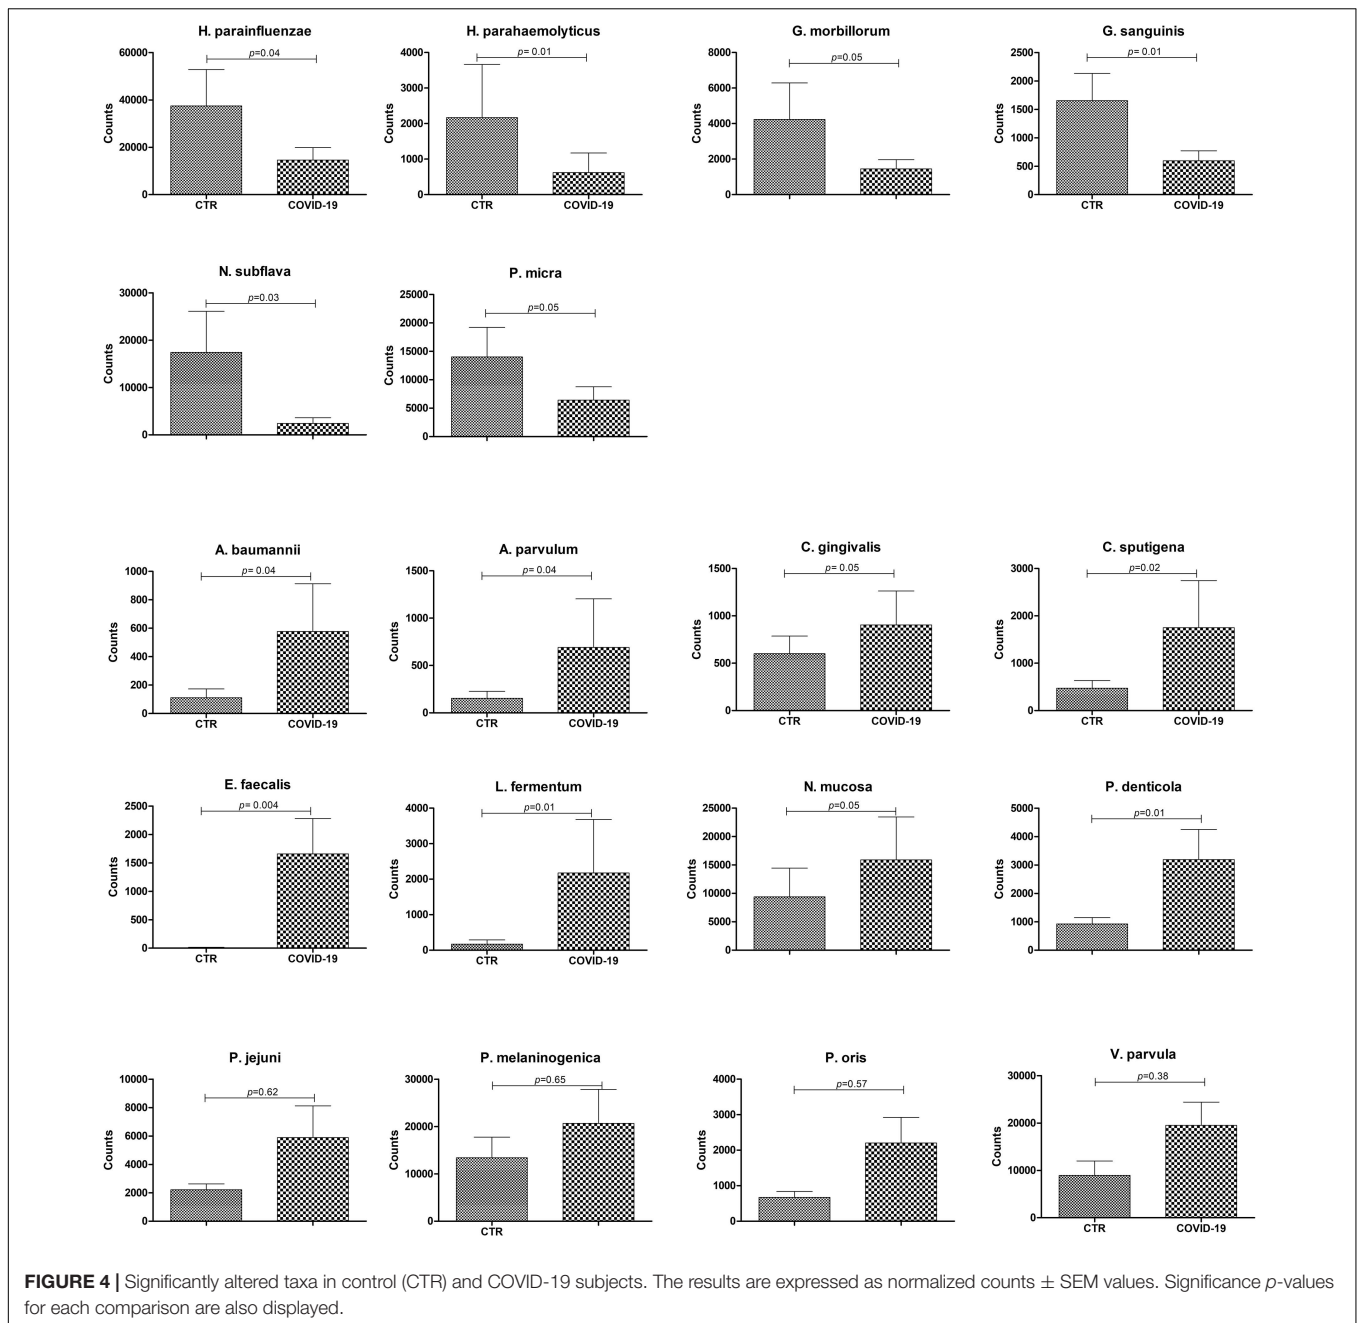 H. parainfluenzae
p=0.04
60000
40000
20000
0
Counts
CTR
COVID-19
H. parahaemolyticus
p= 0.01
4000
3000
2000
1000
0
Counts
CTR
COVID-19
G. morbillorum
p=0.05
8000
6000
4000
2000
0
Counts
G. sanguinis
p= 0.01
2500
2000
1500
1000
500
0
Counts
CTR
COVID-19
N. subflava
p=0.03
30000
20000
10000
0
Counts
P. micra
p=0.05
25000
20000
15000
10000
5000
0
Counts
A. baumannii
p= 0.04
1000
800
600
400
200
0
Counts
CTR
COVID-19
A. parvulum
p= 0.04
1500
1000
500
0
Counts
CTR
COVID-19
C. gingivalis
p= 0.05
1500
1000
500
0
Counts
CTR
COVID-19
C. sputigena
p=0.02
3000
2000
1000
0
Counts
CTR
COVID-19
E. faecalis
p= 0.004
2500
2000
1500
1000
500
0
Counts
CTR
COVID-19
L. fermentum
p=0.01
4000
3000
2000
1000
0
Counts
CTR
COVID-19
N. mucosa
p=0.05
25000
20000
15000
10000
5000
0
Counts
P. denticola
p=0.01
5000
4000
3000
2000
1000
0
Counts
P. jejuni
p=0.62
10000
8000
6000
4000
2000
0
Counts
P. melaninogenica
p=0.65
30000
20000
10000
0
Counts
CTR
P. oris
p=0.57
4000
3000
2000
1000
0
Counts
V. parvula
p=0.38
30000
20000
10000
0
Counts
CTR
COVID-19
FIGURE 4 | Significantly altered taxa in control (CTR) and COVID-19 subjects. The results are expressed as normalized counts ± SEM values. Significance p-values
for each comparison are also displayed.